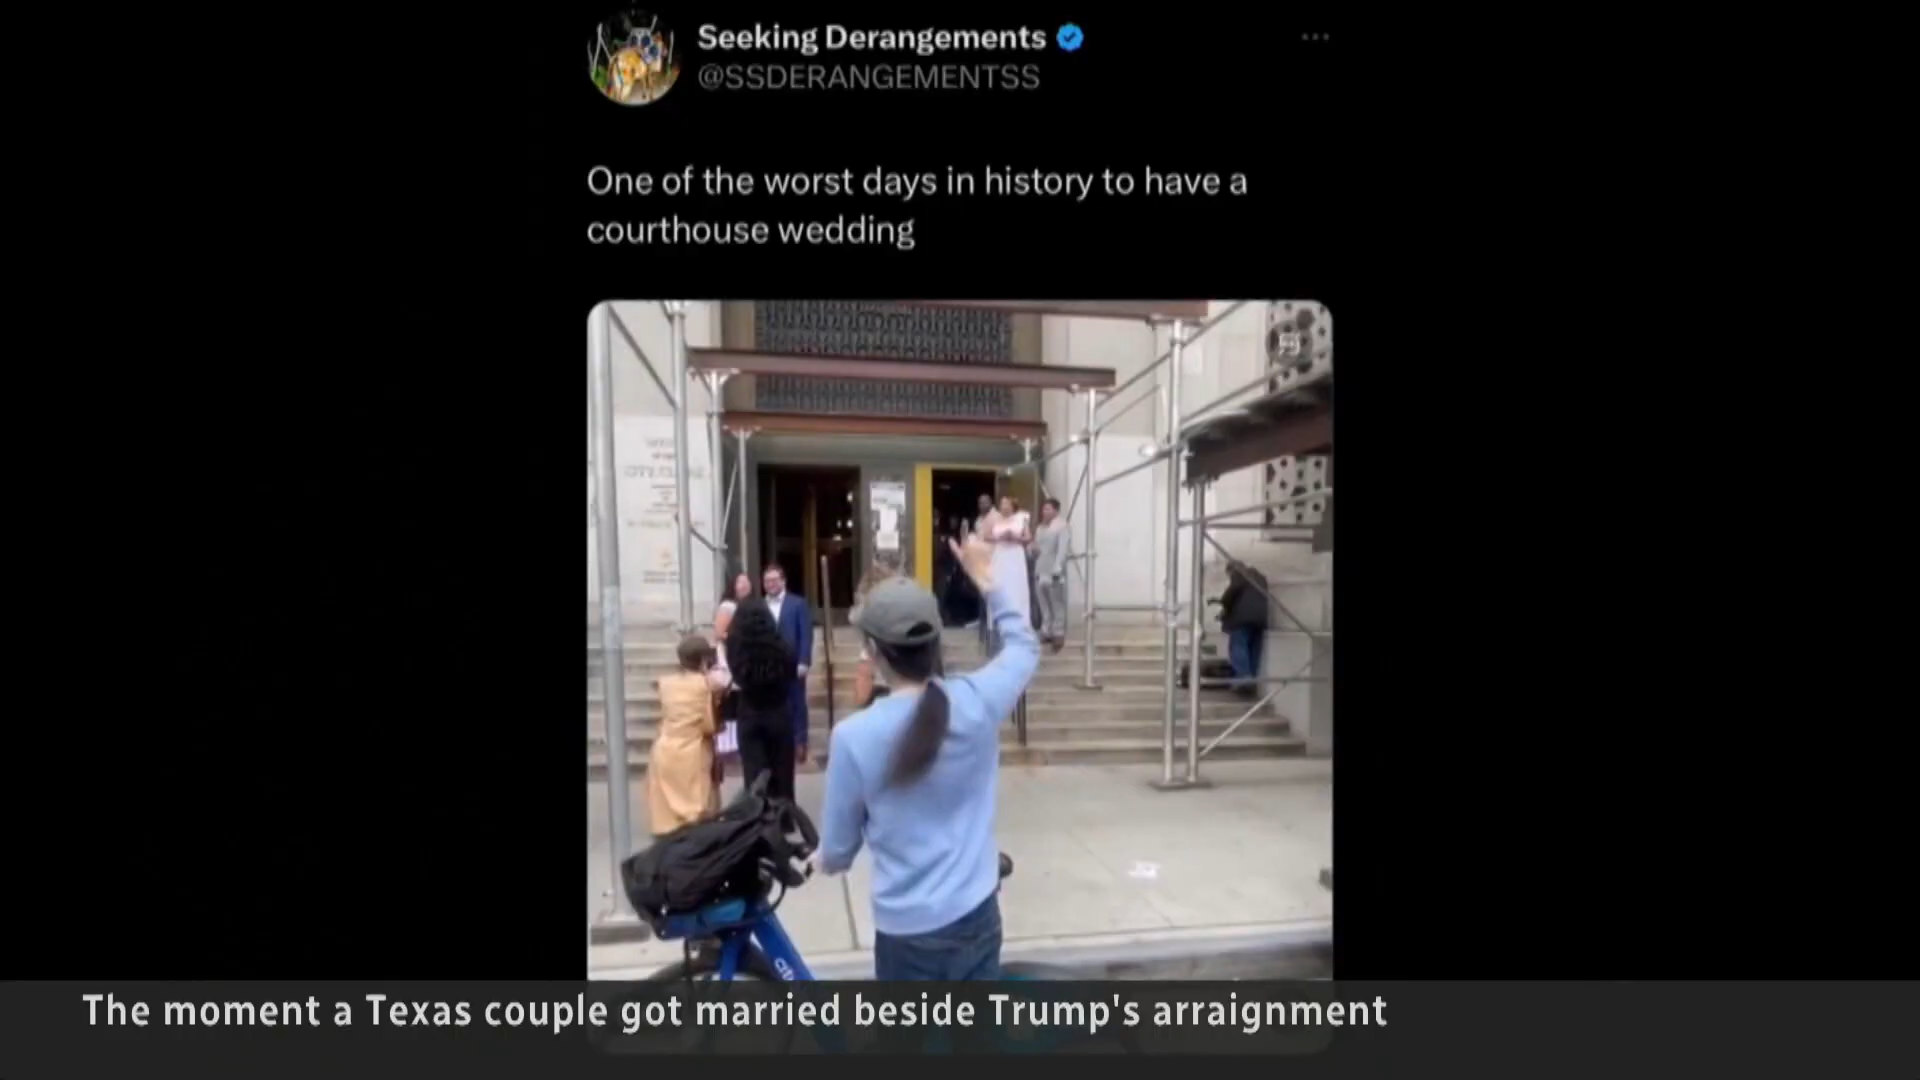 Seeking Derangements
@SSDERANGEMENTSS
One of the worst days in history to have a
courthouse wedding
The moment a Texas couple got married beside Trump's arraignment